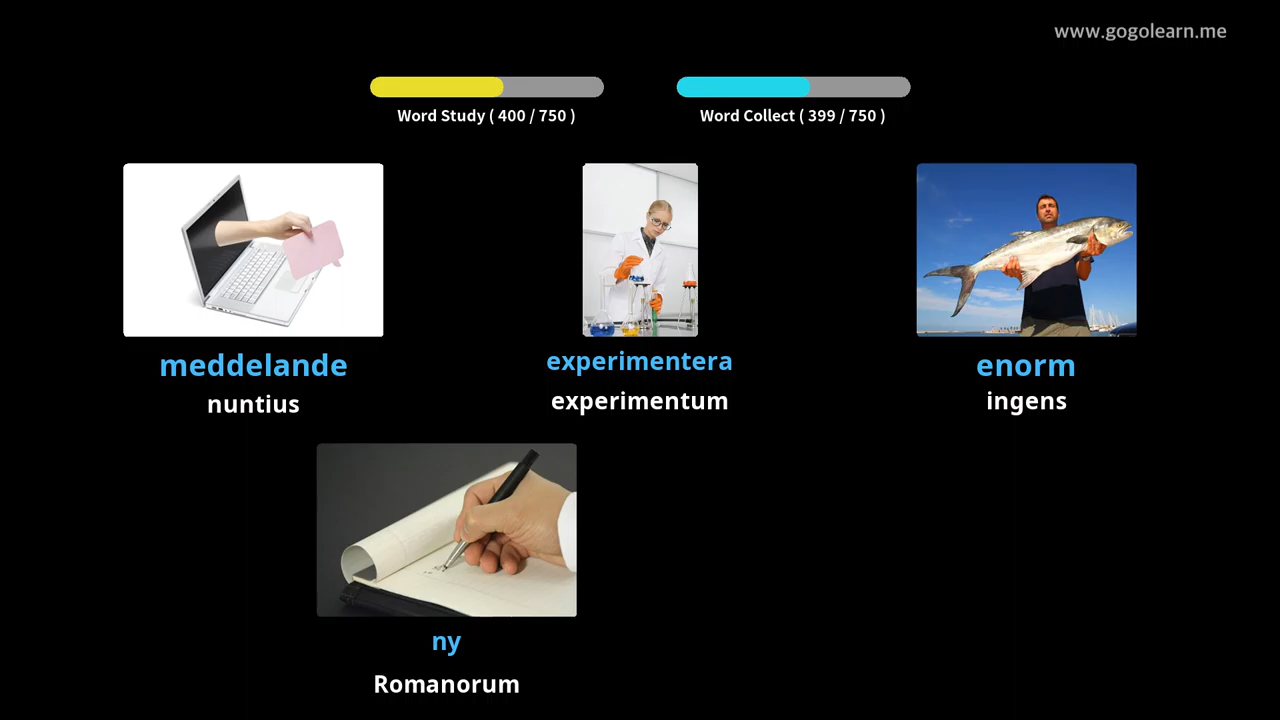 www.gogolearn.me
Word Study ( 400 / 750 )
Word Collect ( 399 / 750 )
meddelande
nuntius
experimentera
experimentum
enorm
ingens
ny
Romanorum